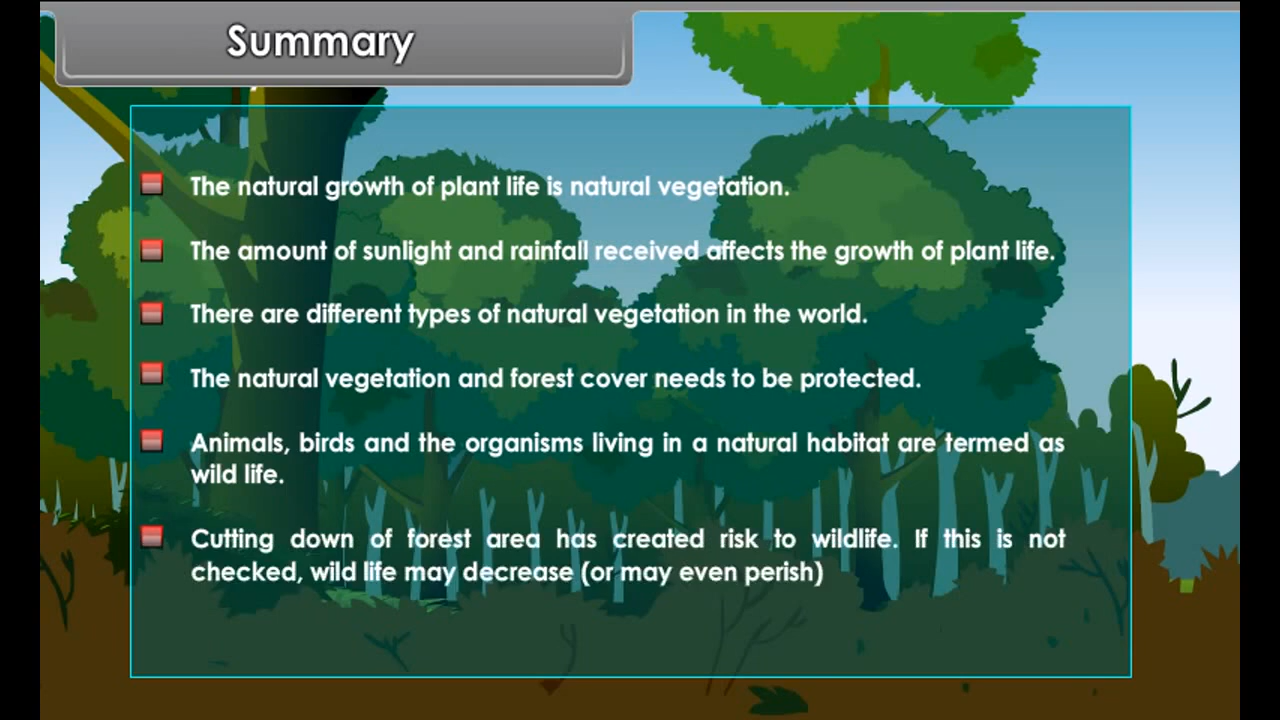 Summary
The natural growth of plant life is natural vegetation.
The amount of sunlight and rainfall received affects the growth of plant life.
There are different types of natural vegetation in the world.
The natural vegetation and forest cover needs to be protected.
Animals, birds and the organisms living in a natural habitat are termed as
wild life.
Cutting down of forest area has created risk to wildlife. If this is not
checked, wild life may decrease (or may even perish)